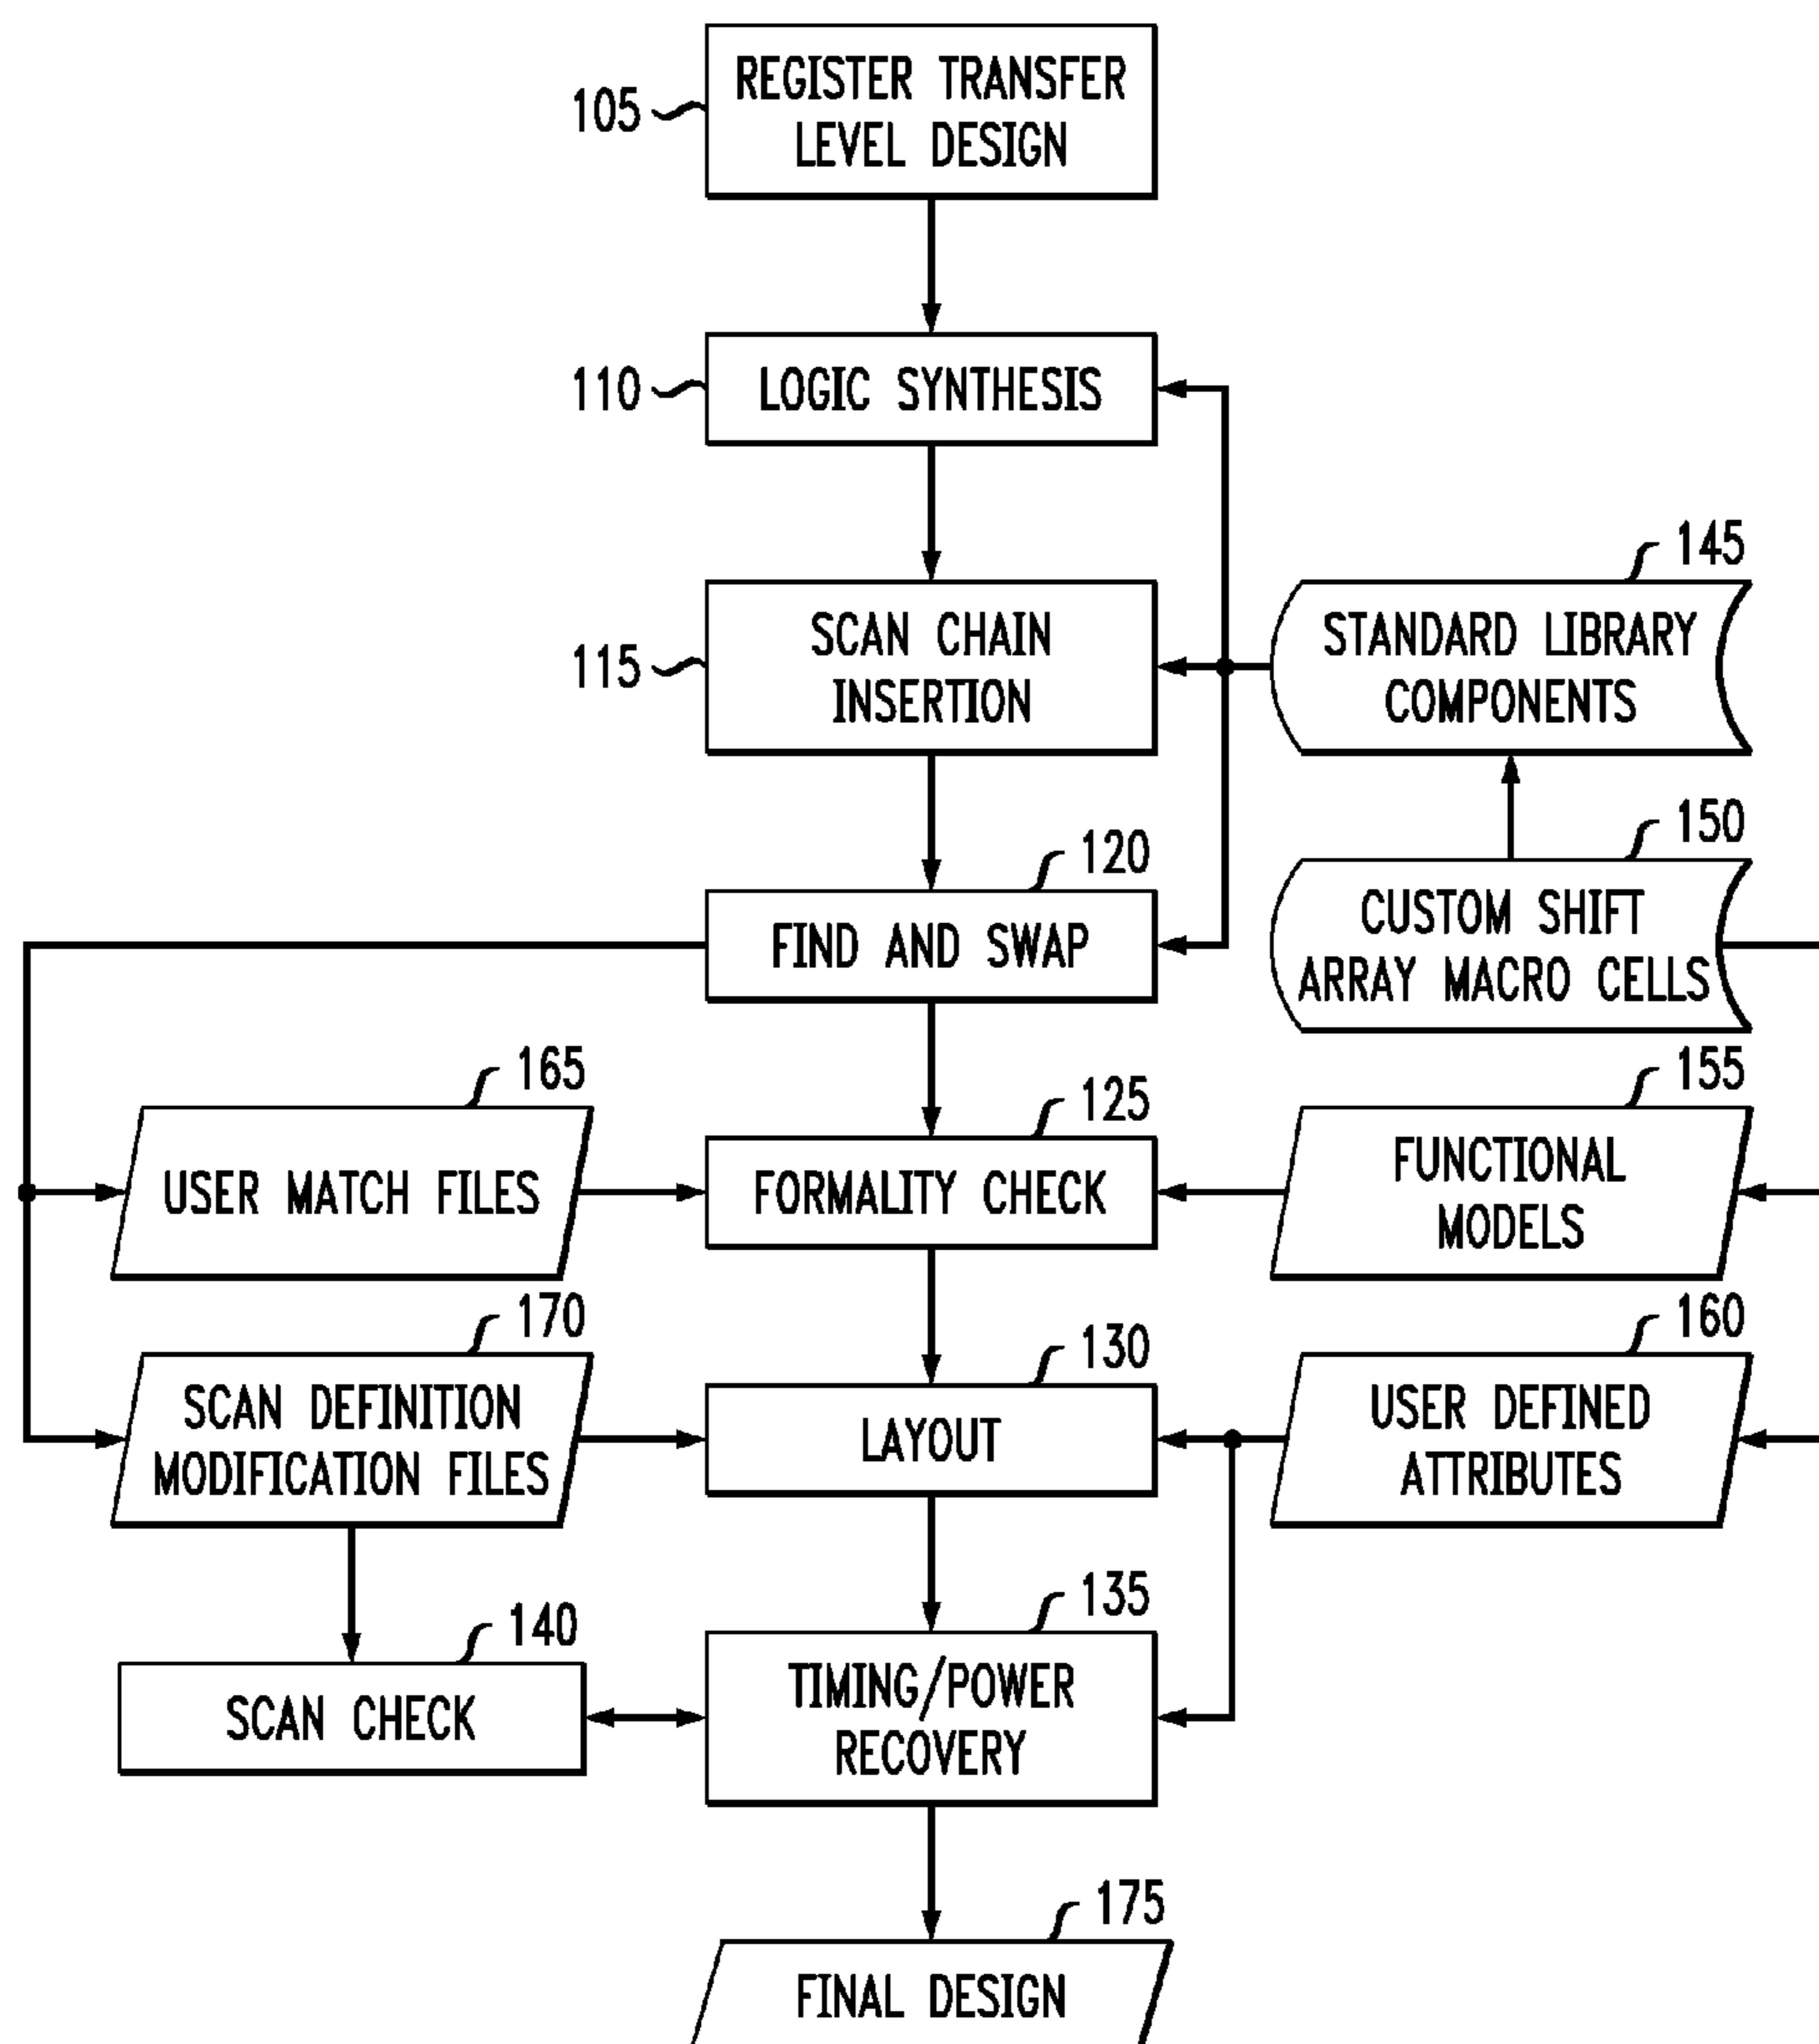 REGISTER TRANSFER
LEVEL DESIGN
105
LOGIC SYNTHESIS
110
SCAN CHAIN
INSERTION
115
145
STANDARD LIBRARY
COMPONENTS
120
FIND AND SWAP
150
CUSTOM SHIFT
ARRAY MACRO CELLS
165
USER MATCH FILES
125
FORMALITY CHECK
155
FUNCTIONAL
MODELS
170
SCAN DEFINITION
MODIFICATION FILES
130
LAYOUT
160
USER DEFINED
ATTRIBUTES
140
SCAN CHECK
135
TIMING/POWER
RECOVERY
175
FINAL DESIGN